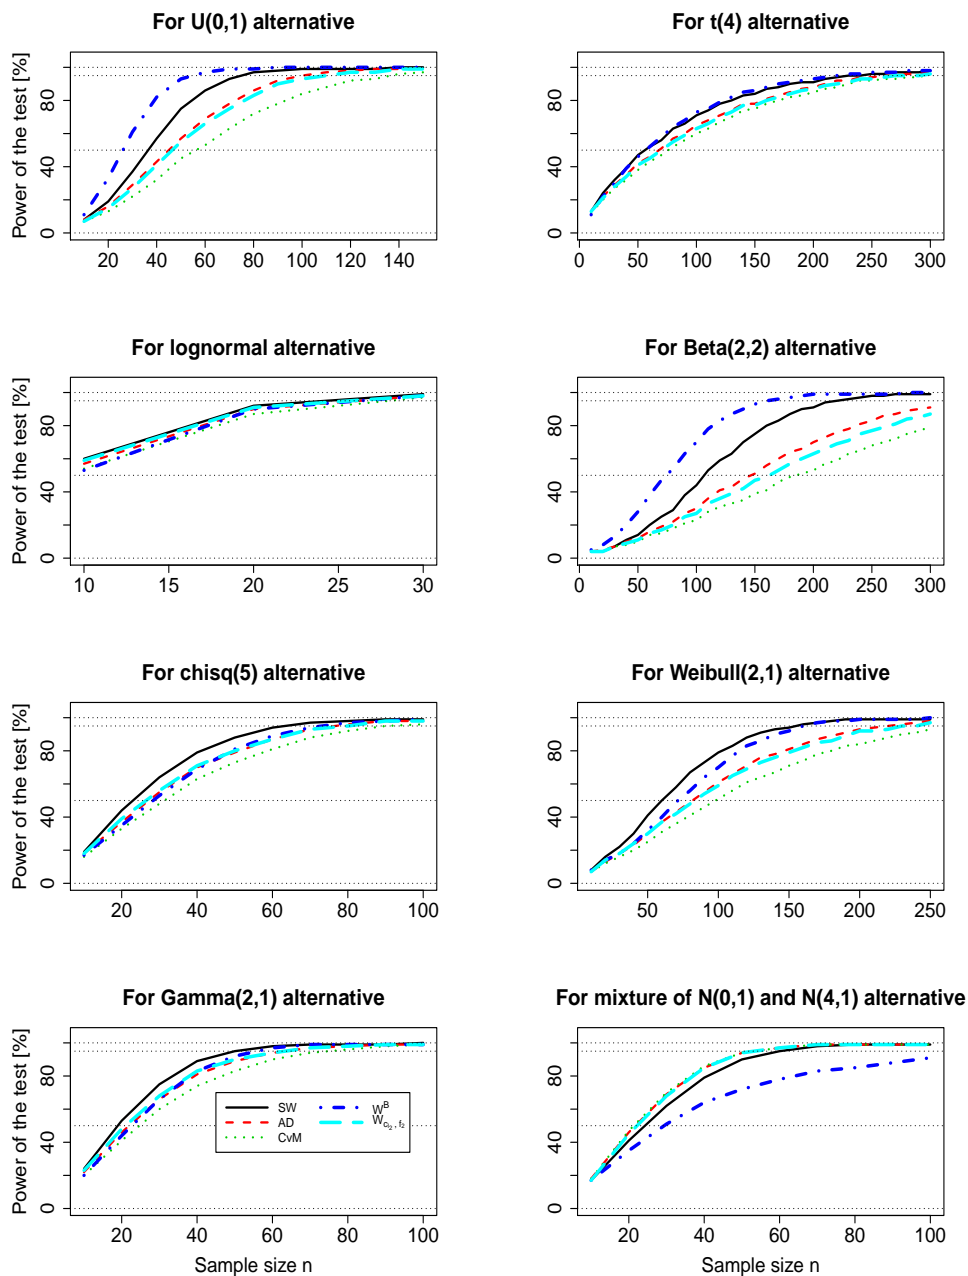 For U(0,1) alternative
Power of the test [%]
0 40 80
20 40 60 80 100 120 140
For t(4) alternative
0 40 80
0 50 100 150 200 250 300
For lognormal alternative
Power of the test [%]
0 40 80
10 15 20 25 30
For Beta(2,2) alternative
0 40 80
0 50 100 150 200 250 300
For chisq(5) alternative
Power of the test [%]
0 40 80
20 40 60 80 100
For Weibull(2,1) alternative
0 40 80
50 100 150 200 250
For Gamma(2,1) alternative
Power of the test [%]
0 40 80
20 40 60 80 100
Sample size n
SW
AD
CvM
W^B
For mixture of N(0,1) and N(4,1) alternative
0 40 80
20 40 60 80 100
Sample size n